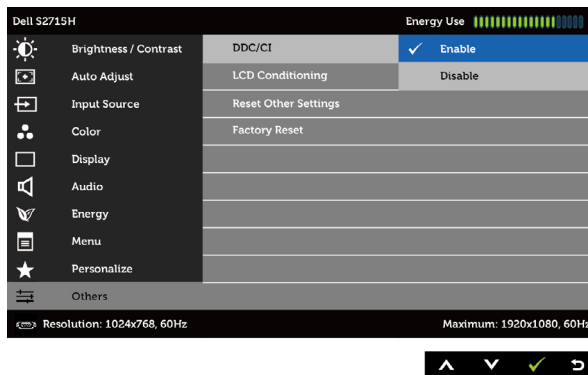 Dell S2715H Energy Use
Brightness / Contrast DDC/CI Enable
Auto Adjust LCD Conditioning Disable
Input Source Reset Other Settings
Color Factory Reset
Display
Audio
Energy
Menu
Personalize
Others
Resolution: 1024x768, 60Hz Maximum: 1920x1080, 60Hz